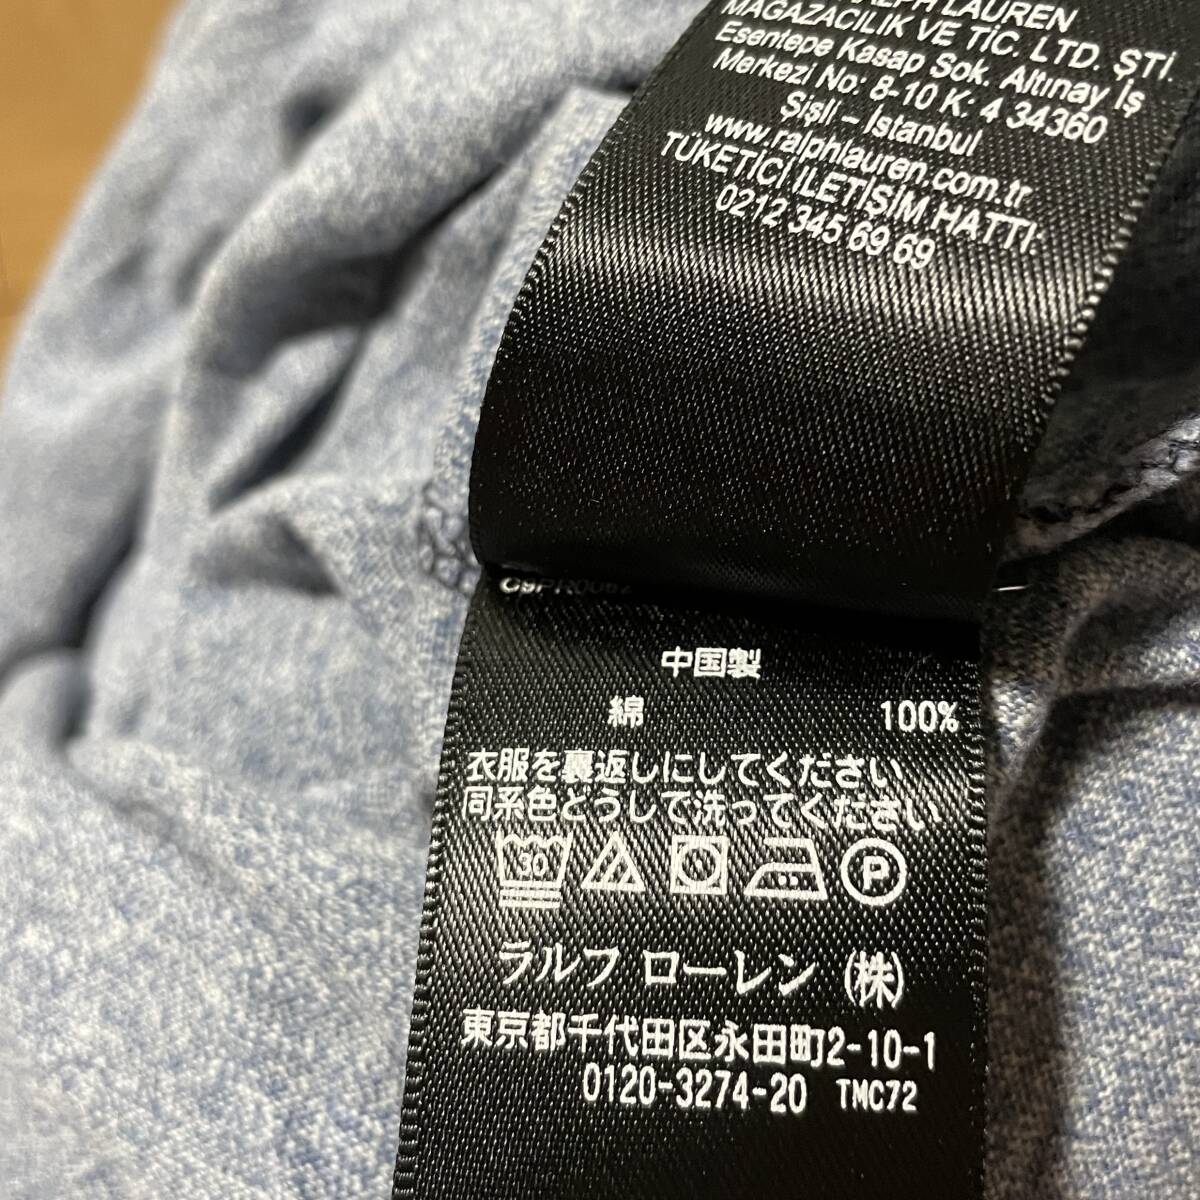 RALPH LAUREN
MAĞAZACILIK VE TİC. LTD. ŞTİ.
Esentepe Kasap Sok. Altınay İş
Merkezi No: 8-10 K: 4 34360
Şişli – İstanbul
www.ralphlauren.com.tr
TÜKETİCİ İLETİŞİM HATTI:
0212 345 69 69
中国製
綿 100%
衣服を裏返しにしてください
同系色どうしで洗ってください
30 P
ラルフ ローレン (株)
東京都千代田区永田町2-10-1
0120-3274-20 TMC72